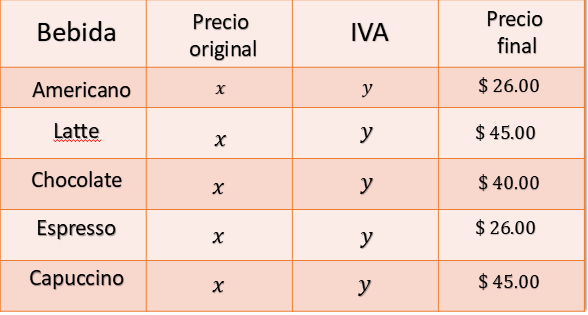 Bebida Precio original IVA Precio final
Americano x y $ 26.00
Latte x y $ 45.00
Chocolate x y $ 40.00
Espresso x y $ 26.00
Capuccino x y $ 45.00